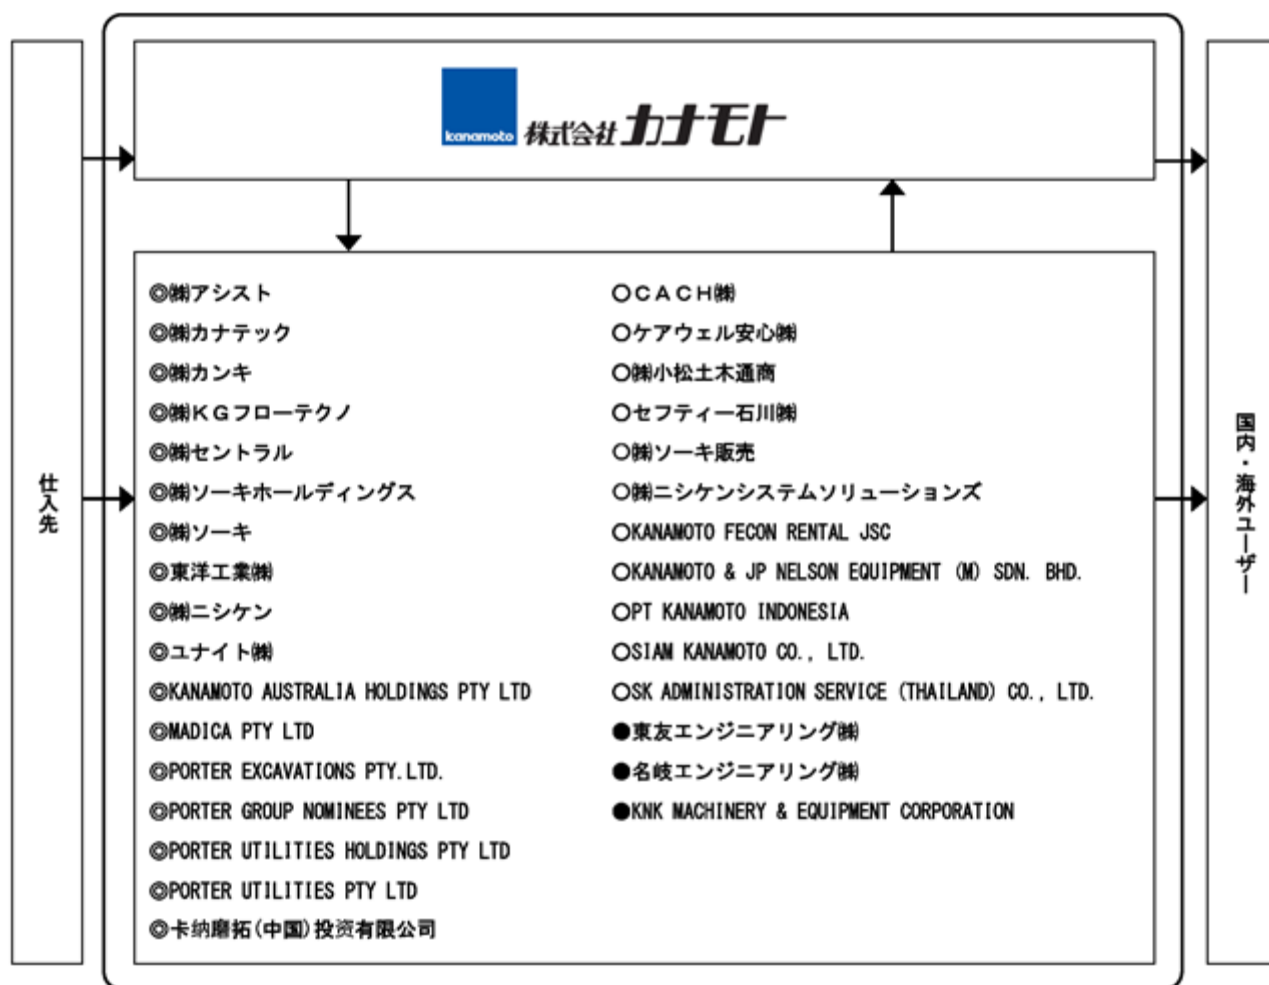 kanamoto
株式会社カナモト
仕入先
◎㈱アシスト
◎㈱カナテック
◎㈱カンキ
◎㈱KGフローテクノ
◎㈱セントラル
◎㈱ソーキホールディングス
◎㈱ソーキ
◎東洋工業㈱
◎㈱ニシケン
◎ユナイト㈱
◎KANAMOTO AUSTRALIA HOLDINGS PTY LTD
◎MADICA PTY LTD
◎PORTER EXCAVATIONS PTY.LTD.
◎PORTER GROUP NOMINEES PTY LTD
◎PORTER UTILITIES HOLDINGS PTY LTD
◎PORTER UTILITIES PTY LTD
◎卡纳磨拓(中国)投资有限公司
○CACH㈱
○ケアウェル安心㈱
○㈱小松土木通商
○セフティー石川㈱
○㈱ソーキ販売
○㈱ニシケンシステムソリューションズ
○KANAMOTO FECON RENTAL JSC
○KANAMOTO & JP NELSON EQUIPMENT (M) SDN. BHD.
○PT KANAMOTO INDONESIA
○SIAM KANAMOTO CO., LTD.
○SK ADMINISTRATION SERVICE (THAILAND) CO., LTD.
●東友エンジニアリング㈱
●名岐エンジニアリング㈱
●KNK MACHINERY & EQUIPMENT CORPORATION
国内・海外ユーザー